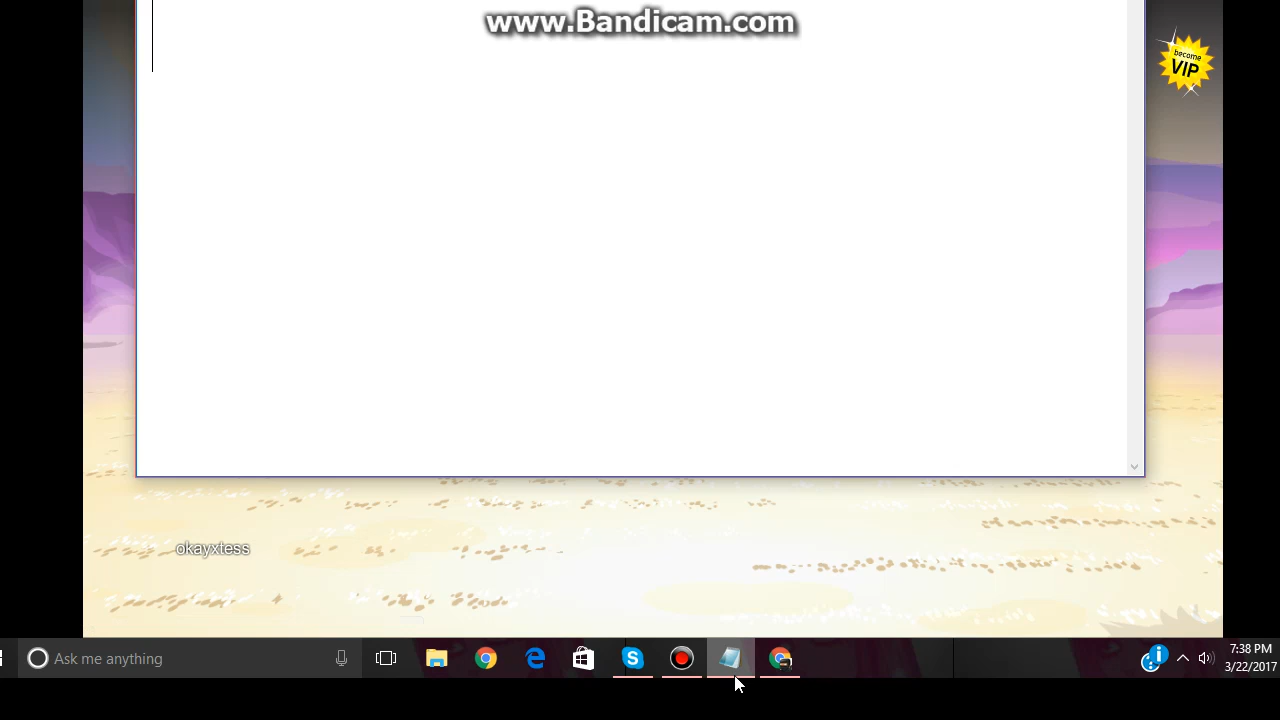 www.Bandicam.com
become
VIP
okayxtess
Ask me anything
7:38 PM
3/22/2017